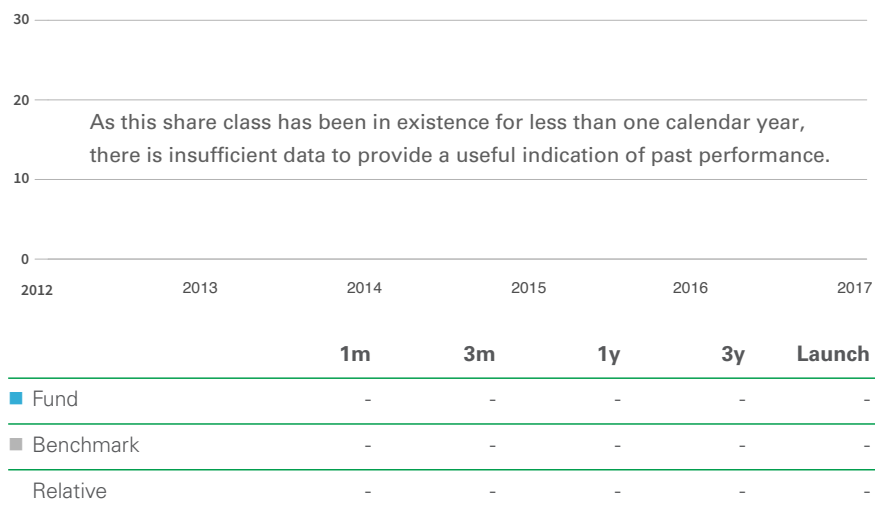 30
20
As this share class has been in existence for less than one calendar year,
there is insufficient data to provide a useful indication of past performance.
10
0
2012 2013 2014 2015 2016 2017
1m 3m 1y 3y Launch
Fund - - - - -
Benchmark - - - - -
Relative - - - - -